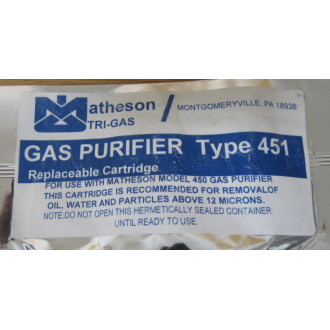 Matheson
TRI-GAS
MONTGOMERYVILLE, PA 18936
GAS PURIFIER Type 451
Replaceable Cartridge
FOR USE WITH MATHESON MODEL 450 GAS PURIFIER
THIS CARTRIDGE IS RECOMMENDED FOR REMOVALOF
OIL, WATER AND PARTICLES ABOVE 12 MICRONS.
NOTE:DO NOT OPEN THIS HERMETICALLY SEALED CONTAINER
UNTIL READY TO USE.